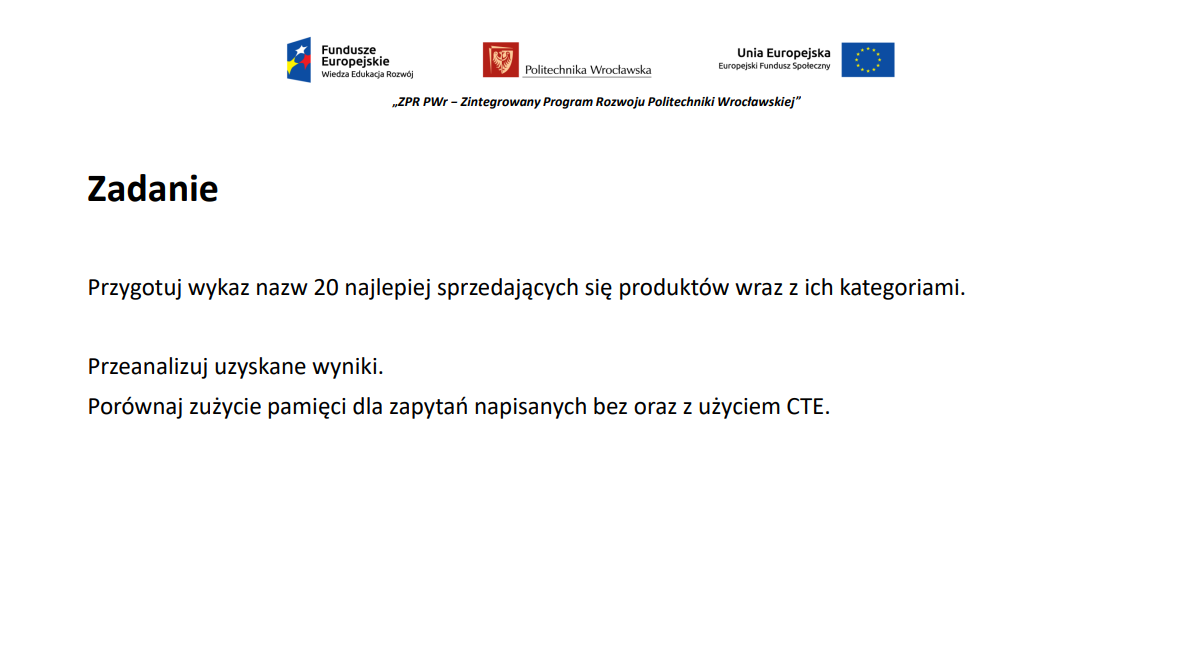 Fundusze
Europejskie
Wiedza Edukacja Rozwój
Politechnika Wrocławska
Unia Europejska
Europejski Fundusz Społeczny
„ZPR PWr – Zintegrowany Program Rozwoju Politechniki Wrocławskiej”
Zadanie
Przygotuj wykaz nazw 20 najlepiej sprzedających się produktów wraz z ich kategoriami.
Przeanalizuj uzyskane wyniki.
Porównaj zużycie pamięci dla zapytań napisanych bez oraz z użyciem CTE.